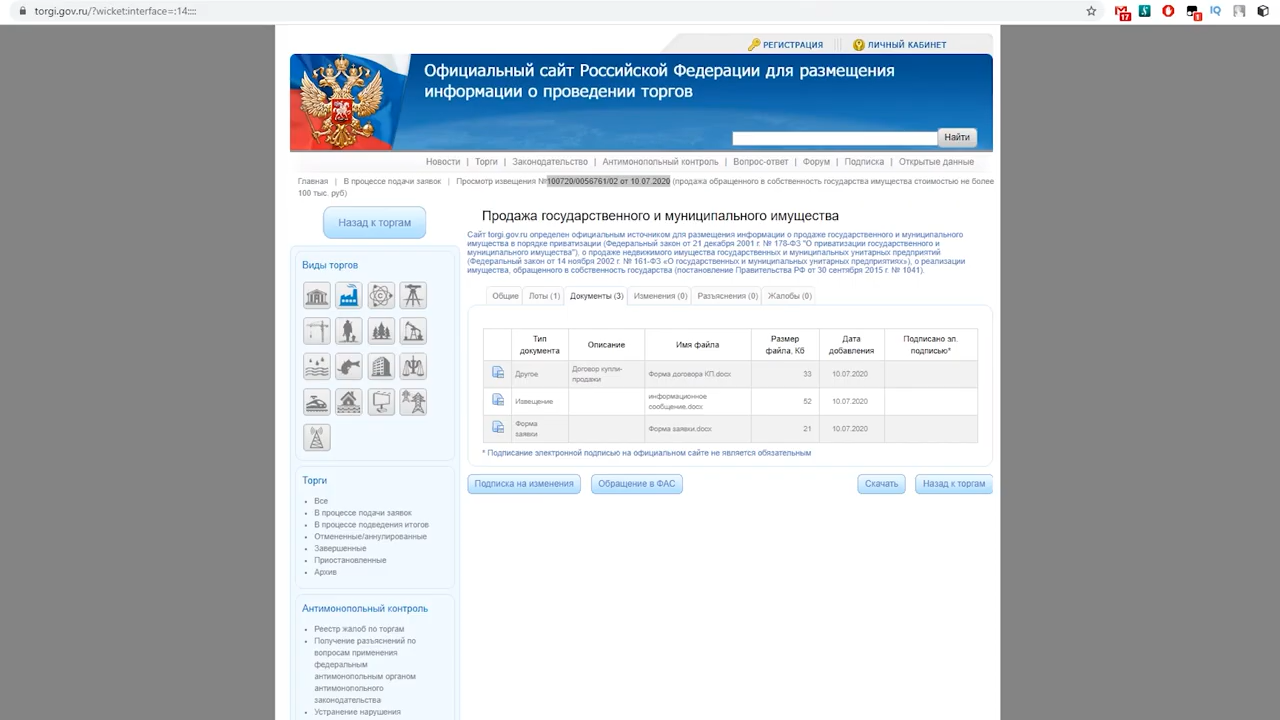 torgi.gov.ru/?wicket:interface=:14::::
17
S
8
IQ
РЕГИСТРАЦИЯ
ЛИЧНЫЙ КАБИНЕТ
Официальный сайт Российской Федерации для размещения
информации о проведении торгов
Найти
Новости | Торги | Законодательство | Антимонопольный контроль | Вопрос-ответ | Форум | Подписка | Открытые данные
Главная | В процессе подачи заявок | Просмотр извещения №100720/0056761/02 от 10.07.2020 (продажа обращенного в собственность государства имущества стоимостью не более
100 тыс. руб)
Назад к торгам
Продажа государственного и муниципального имущества
Сайт torgi.gov.ru определен официальным источником для размещения информации о продаже государственного и муниципального
имущества в порядке приватизации (Федеральный закон от 21 декабря 2001 г. № 178-ФЗ "О приватизации государственного и
муниципального имущества"), о продаже недвижимого имущества государственных и муниципальных унитарных предприятий
(Федеральный закон от 14 ноября 2002 г. № 161-ФЗ «О государственных и муниципальных унитарных предприятиях»), о реализации
имущества, обращенного в собственность государства (постановление Правительства РФ от 30 сентября 2015 г. № 1041).
Виды торгов
Общие
Лоты (1)
Документы (3)
Изменения (0)
Разъяснения (0)
Жалобы (0)
Тип
документа
Описание
Имя файла
Размер
файла, Кб
Дата
добавления
Подписано эл.
подписью*
Другое
Договор купли-
продажи
Форма договора КП.docx
33
10.07.2020
Извещение
информационное
сообщение.docx
52
10.07.2020
Форма
заявки
Форма заявки.docx
21
10.07.2020
* Подписание электронной подписью на официальном сайте не является обязательным
Подписка на изменения
Обращение в ФАС
Скачать
Назад к торгам
Торги
Все
В процессе подачи заявок
В процессе подведения итогов
Отмененные/аннулированные
Завершенные
Приостановленные
Архив
Антимонопольный контроль
Реестр жалоб по торгам
Получение разъяснений по
вопросам применения
федеральным
антимонопольным органом
антимонопольного
законодательства
Устранение нарушения